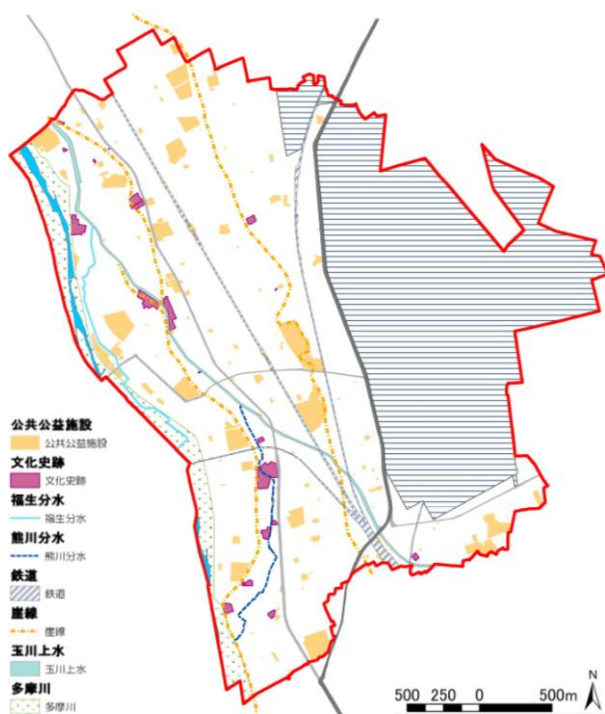 公共公益施設
公共公益施設
文化史跡
文化史跡
福生分水
福生分水
熊川分水
熊川分水
鉄道
鉄道
崖線
崖線
玉川上水
玉川上水
多摩川
多摩川
N
500 250 0 500m